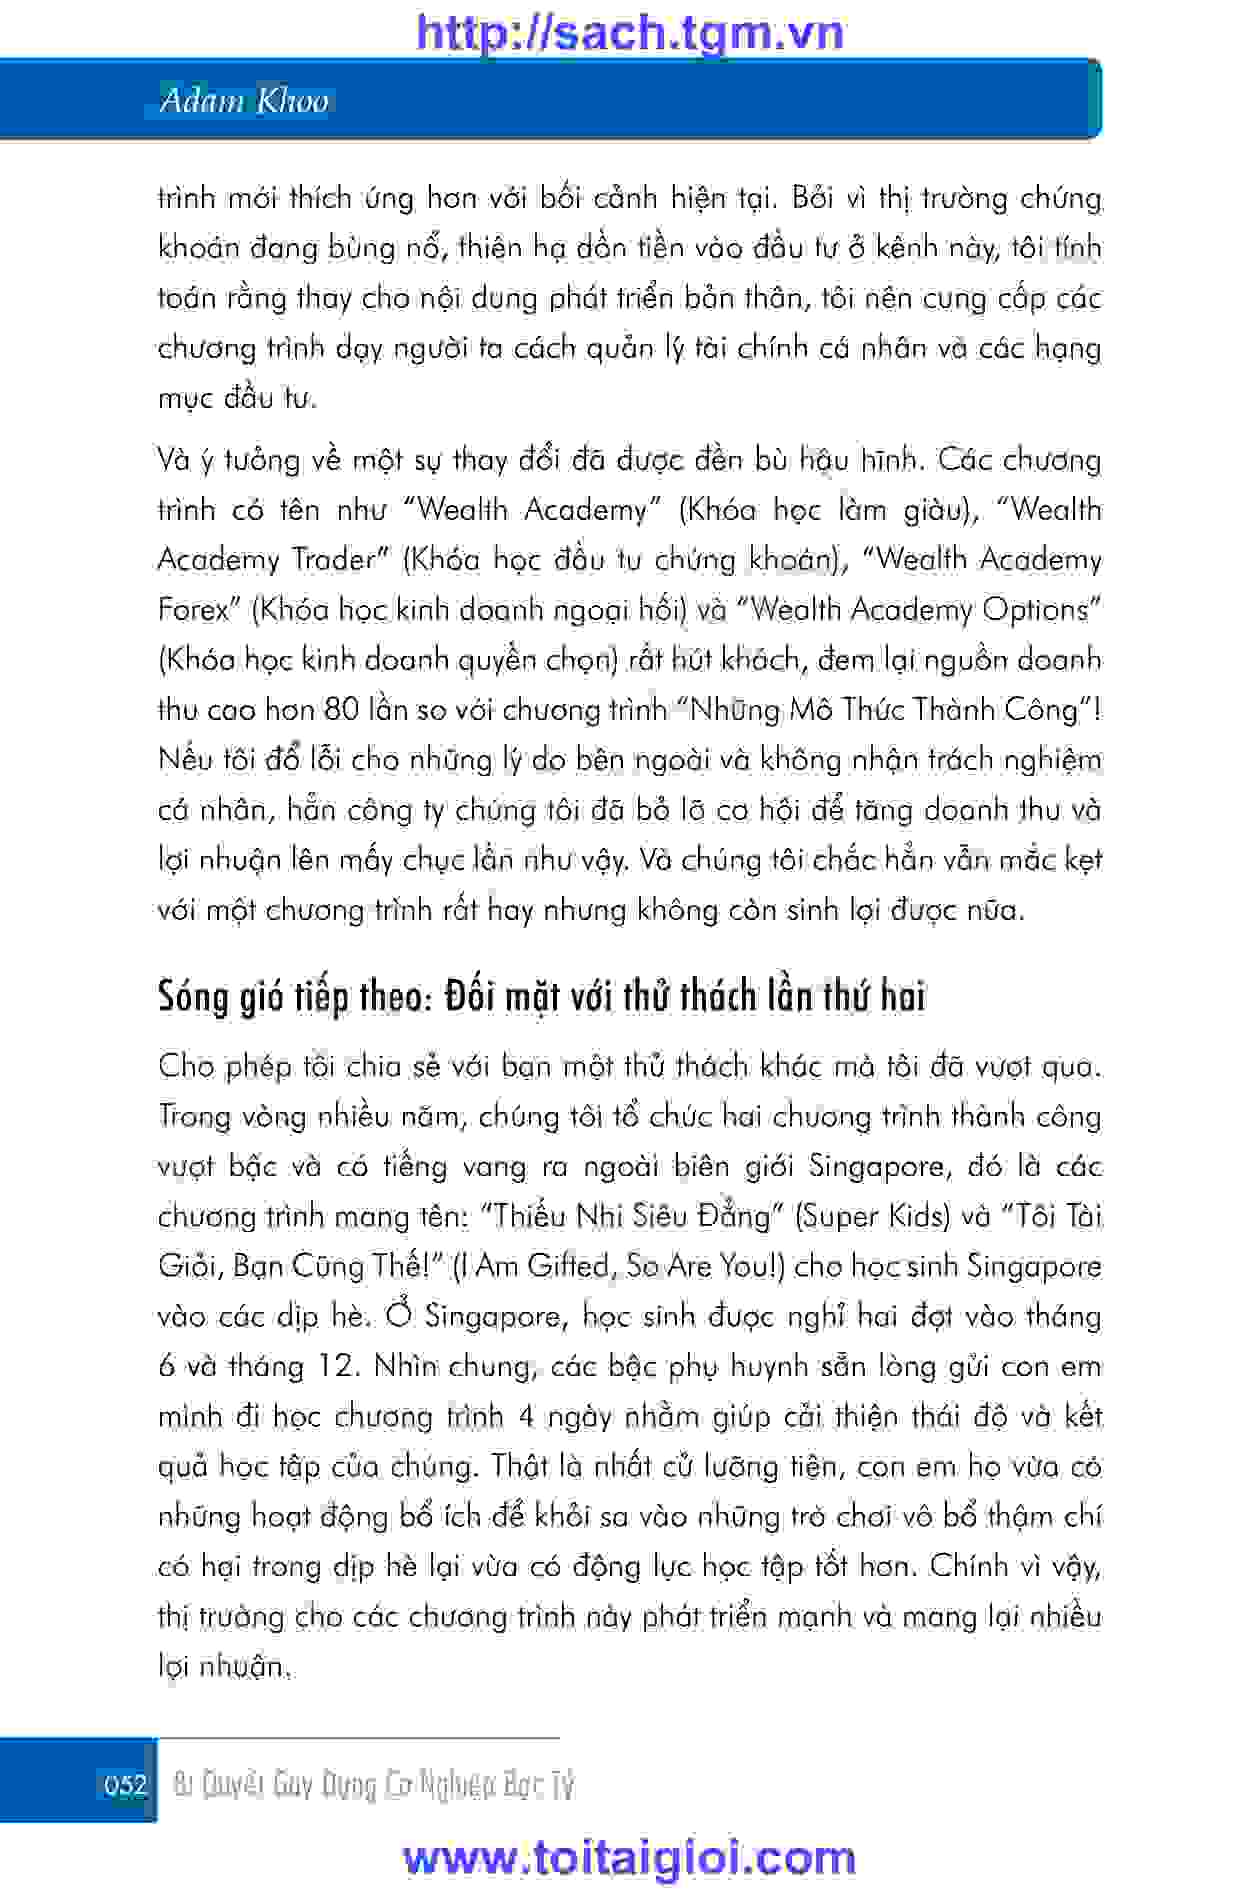 http://sach.tgm.vn
Adam Khoo
trình mới thích ứng hơn với bối cảnh hiện tại. Bởi vì thị trường chứng
khoán đang bùng nổ, thiên hạ dồn tiền vào đầu tư ở kênh này, tôi tính
toán rằng thay cho nội dung phát triển bản thân, tôi nên cung cấp các
chương trình dạy người ta cách quản lý tài chính cá nhân và các hạng
mục đầu tư.
Và ý tưởng về một sự thay đổi đã được đền bù hậu hĩnh. Các chương
trình có tên như “Wealth Academy” (Khóa học làm giàu), “Wealth
Academy Trader” (Khóa học đầu tư chứng khoán), “Wealth Academy
Forex” (Khóa học kinh doanh ngoại hối) và “Wealth Academy Options”
(Khóa học kinh doanh quyền chọn) rất hút khách, đem lại nguồn doanh
thu cao hơn 80 lần so với chương trình “Những Mô Thức Thành Công”!
Nếu tôi đổ lỗi cho những lý do bên ngoài và không nhận trách nghiệm
cá nhân, hẳn công ty chúng tôi đã bỏ lỡ cơ hội để tăng doanh thu và
lợi nhuận lên mấy chục lần như vậy. Và chúng tôi chắc hẳn vẫn mắc kẹt
với một chương trình rất hay nhưng không còn sinh lợi được nữa.
Sóng gió tiếp theo: Đối mặt với thử thách lần thứ hai
Cho phép tôi chia sẻ với bạn một thử thách khác mà tôi đã vượt qua.
Trong vòng nhiều năm, chúng tôi tổ chức hai chương trình thành công
vượt bậc và có tiếng vang ra ngoài biên giới Singapore, đó là các
chương trình mang tên: “Thiếu Nhi Siêu Đẳng” (Super Kids) và “Tôi Tài
Giỏi, Bạn Cũng Thế!” (I Am Gifted, So Are You!) cho học sinh Singapore
vào các dịp hè. Ở Singapore, học sinh được nghỉ hai đợt vào tháng
6 và tháng 12. Nhìn chung, các bậc phụ huynh sẵn lòng gửi con em
mình đi học chương trình 4 ngày nhằm giúp cải thiện thái độ và kết
quả học tập của chúng. Thật là nhất cử lưỡng tiện, con em họ vừa có
những hoạt động bổ ích để khỏi sa vào những trò chơi vô bổ thậm chí
có hại trong dịp hè lại vừa có động lực học tập tốt hơn. Chính vì vậy,
thị trường cho các chương trình này phát triển mạnh và mang lại nhiều
lợi nhuận.
052 Bí Quyết Gây Dựng Cơ Nghiệp Bạc Tỷ
www.toitaigioi.com